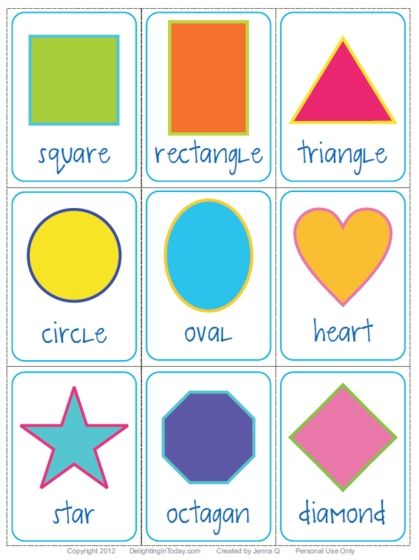 square rectangle triangle
circle oval heart
star octagan diamond
Copyright 2012 DelightingInToday.com Created by Jenna Q Personal Use Only